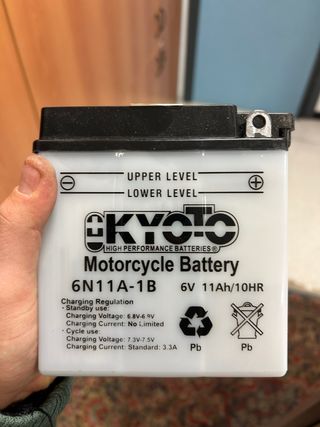 UPPER LEVEL
LOWER LEVEL
KYOTO
HIGH PERFORMANCE BATTERIES
Motorcycle Battery
6N11A-1B 6V 11Ah/10HR
Charging Regulation
- Standby use:
Charging Voltage: 6.8V-6.9V
Charging Current: No Limited
- Cycle use:
Charging Voltage: 7.3V-7.5V
Charging Current: Standard: 3.3A
Pb Pb